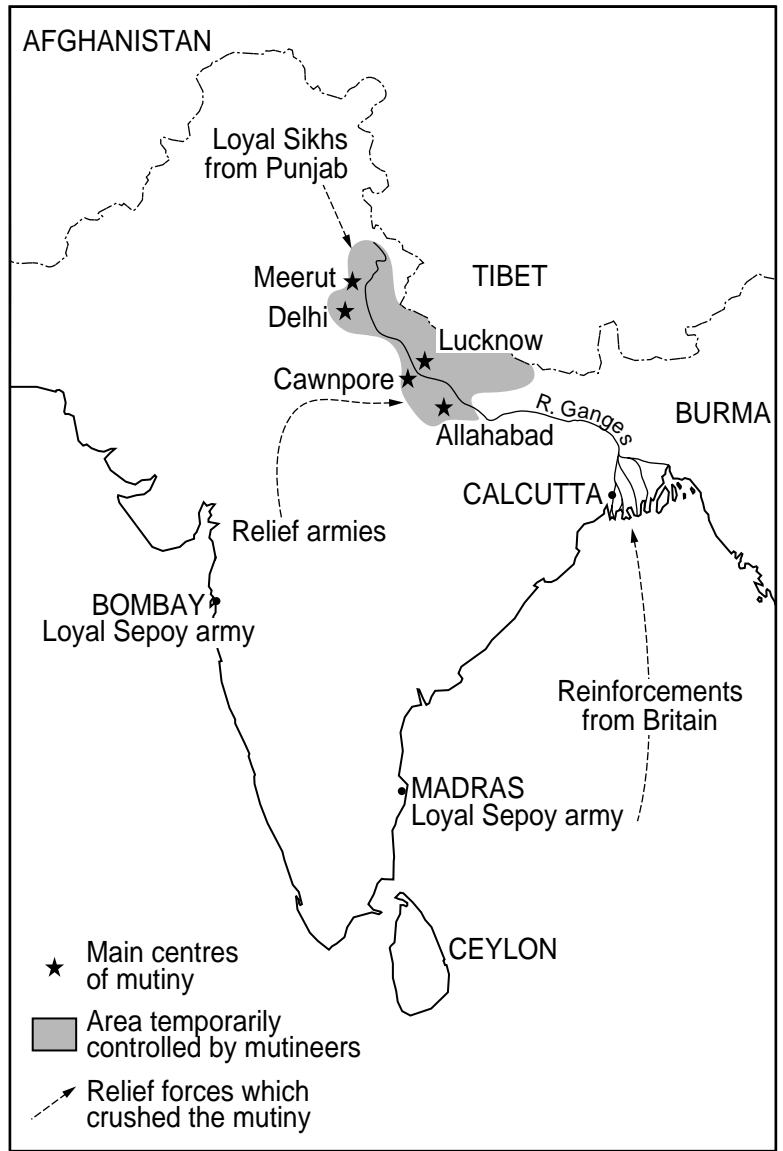 AFGHANISTAN
Loyal Sikhs
from Punjab
Meerut
TIBET
Delhi
Lucknow
Cawnpore
R. Ganges
BURMA
Allahabad
CALCUTTA
Relief armies
BOMBAY
Loyal Sepoy army
Reinforcements
from Britain
MADRAS
Loyal Sepoy army
CEYLON
Main centres
of mutiny
Area temporarily
controlled by mutineers
Relief forces which
crushed the mutiny